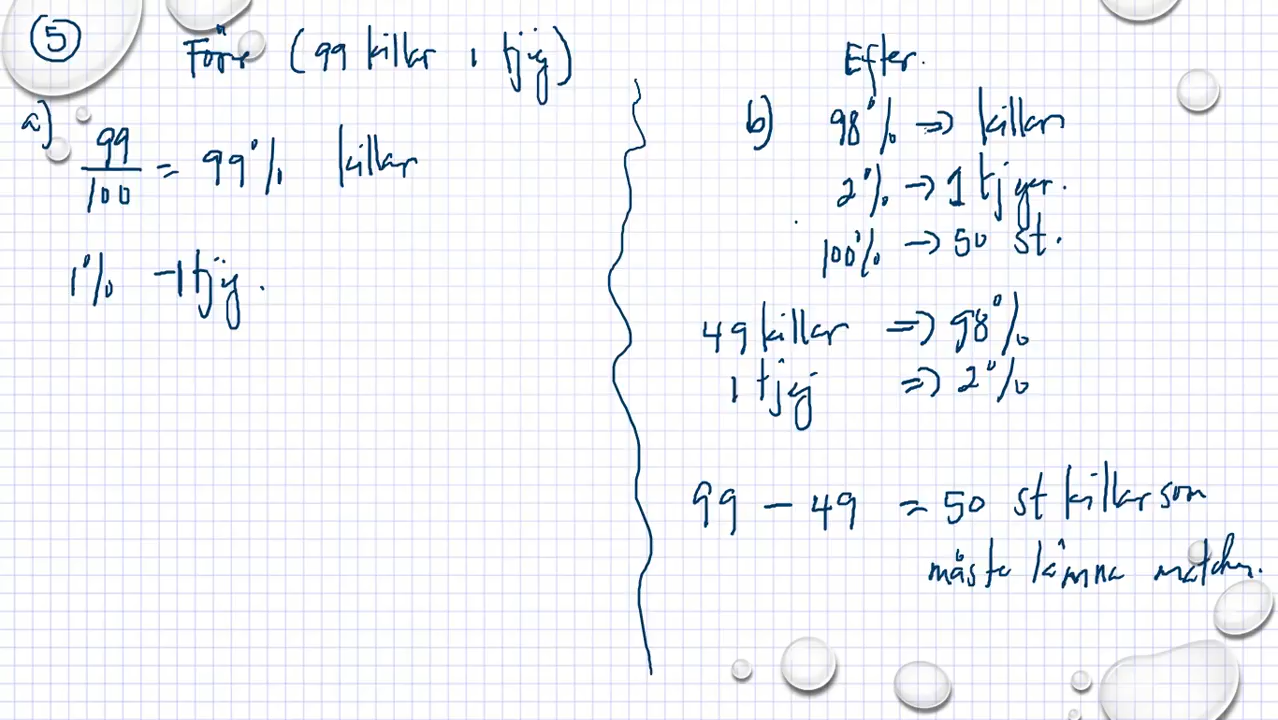 5
Före (99 killar, 1 tjej)
a)
99/100 = 99% killar
1% → 1 tjej.
Efter.
b) 98% => killar
2% → 1 tjejer.
100% → 50 st.
49 killar => 98%
1 tjej => 2%
99 - 49 = 50 st killar som
måste lämna matchen.